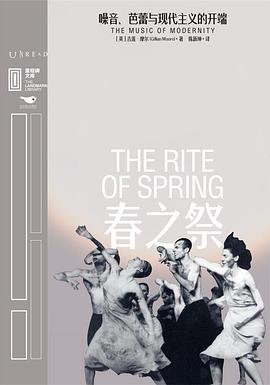 UNREAD
里程碑
文库
THE
LANDMARK
LIBRARY
噪音、芭蕾与现代主义的开端
THE MUSIC OF MODERNITY
[英] 吉莲·摩尔(Gillian Moore) 著
THE RITE
OF SPRING
春之祭